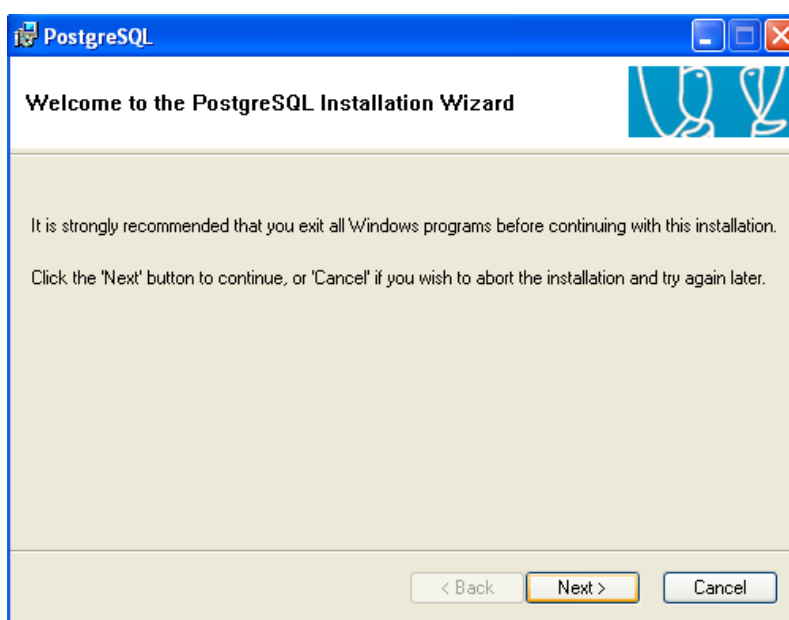 PostgreSQL
Welcome to the PostgreSQL Installation Wizard
It is strongly recommended that you exit all Windows programs before continuing with this installation.
Click the 'Next' button to continue, or 'Cancel' if you wish to abort the installation and try again later.
< Back Next > Cancel